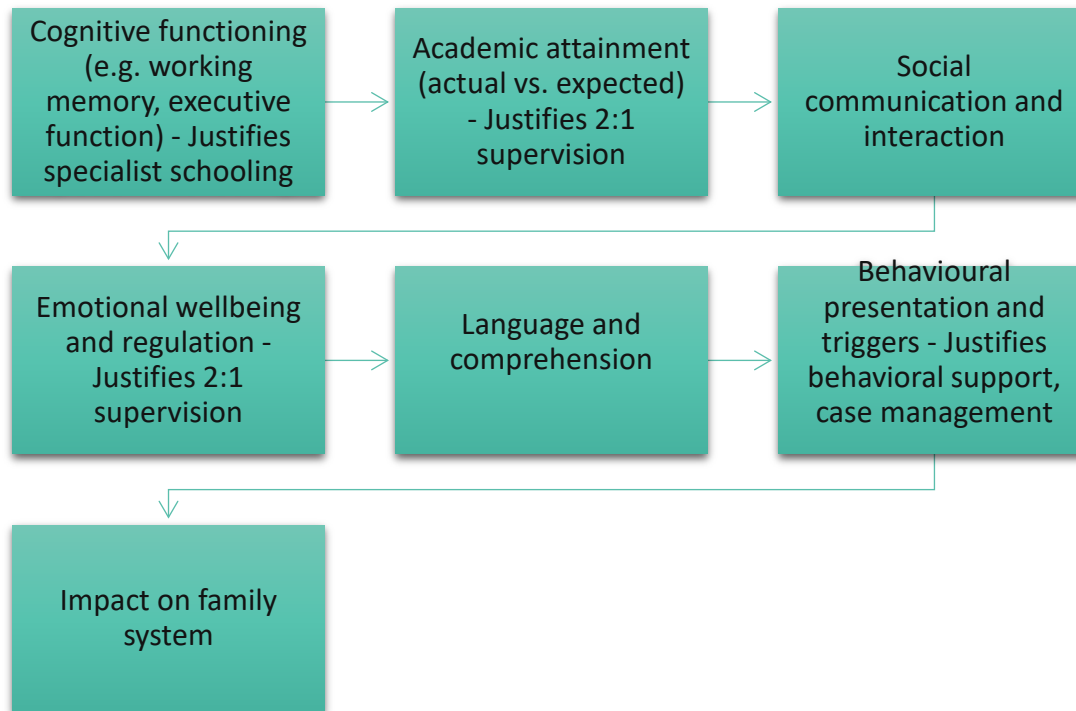 Cognitive functioning
(e.g. working
memory, executive
function) - Justifies
specialist schooling
Academic attainment
(actual vs. expected)
- Justifies 2:1
supervision
Social
communication and
interaction
Emotional wellbeing
and regulation -
Justifies 2:1
supervision
Language and
comprehension
Behavioural
presentation and
triggers - Justifies
behavioral support,
case management
Impact on family
system